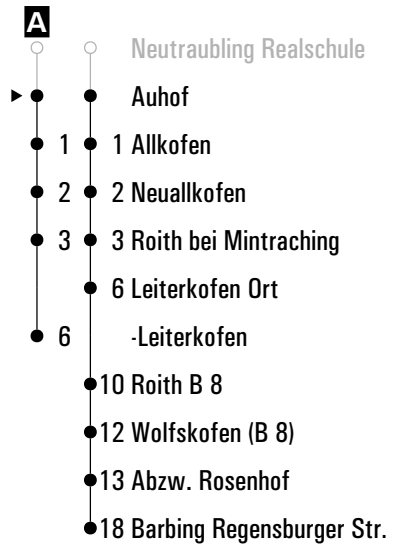 A
Neutraubling Realschule
Auhof
1 1 Allkofen
2 2 Neuallkofen
3 3 Roith bei Mintraching
6 Leiterkofen Ort
6 -Leiterkofen
10 Roith B 8
12 Wolfskofen (B 8)
13 Abzw. Rosenhof
18 Barbing Regensburger Str.